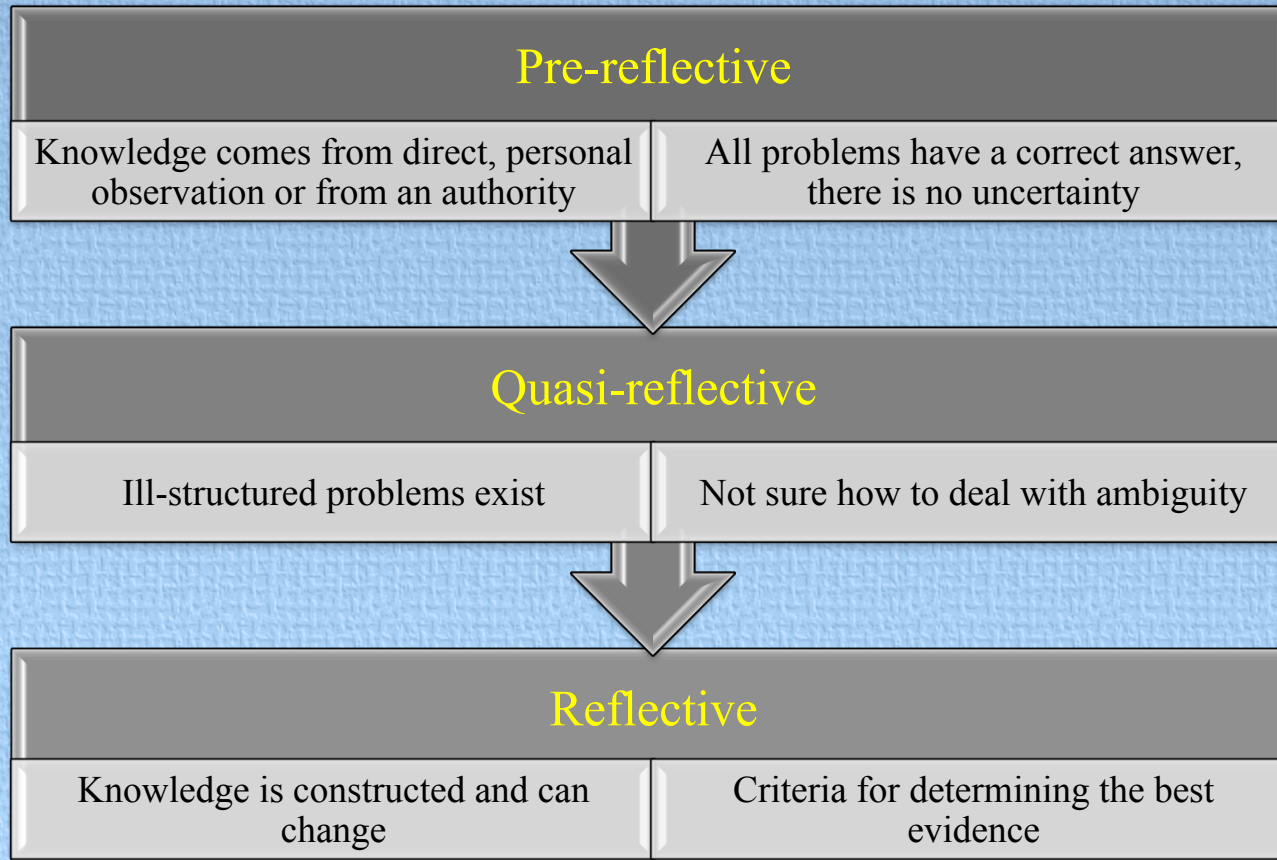 Pre-reflective
Knowledge comes from direct, personal
observation or from an authority
All problems have a correct answer,
there is no uncertainty
Quasi-reflective
Ill-structured problems exist
Not sure how to deal with ambiguity
Reflective
Knowledge is constructed and can
change
Criteria for determining the best
evidence